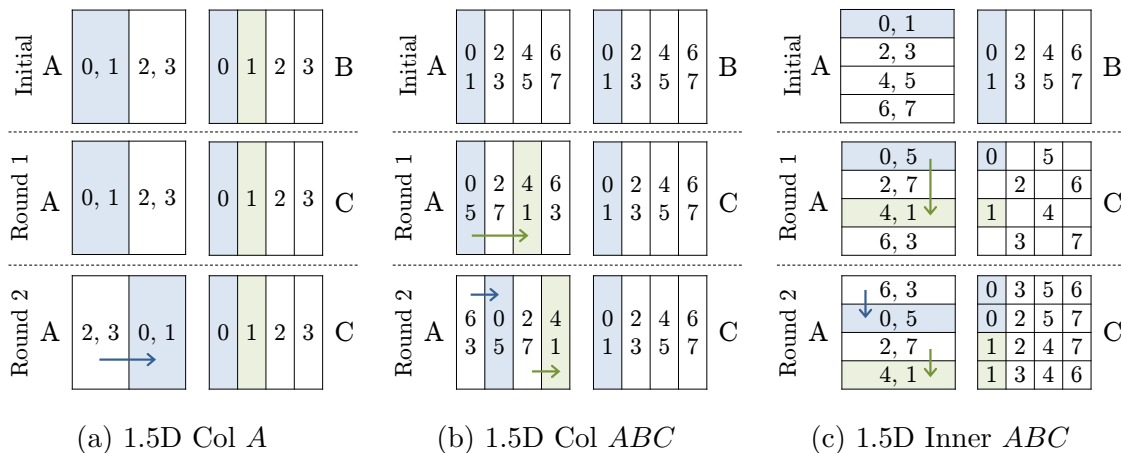 Initial
A
0, 1 2, 3
0 1 2 3
B
Round 1
A
0, 1 2, 3
0 1 2 3
C
Round 2
A
2, 3 0, 1
0 1 2 3
C
(a) 1.5D Col A
Initial
A
0 2 4 6
1 3 5 7
0 2 4 6
1 3 5 7
B
Round 1
A
0 2 4 6
5 7 1 3
0 2 4 6
1 3 5 7
C
Round 2
A
6 0 2 4
3 5 7 1
0 2 4 6
1 3 5 7
C
(b) 1.5D Col ABC
Initial
A
0, 1
2, 3
4, 5
6, 7
0 2 4 6
1 3 5 7
B
Round 1
A
0, 5
2, 7
4, 1
6, 3
0 5
2 6
1 4
3 7
C
Round 2
A
6, 3
0, 5
2, 7
4, 1
0 3 5 6
0 2 5 7
1 2 4 7
1 3 4 6
C
(c) 1.5D Inner ABC